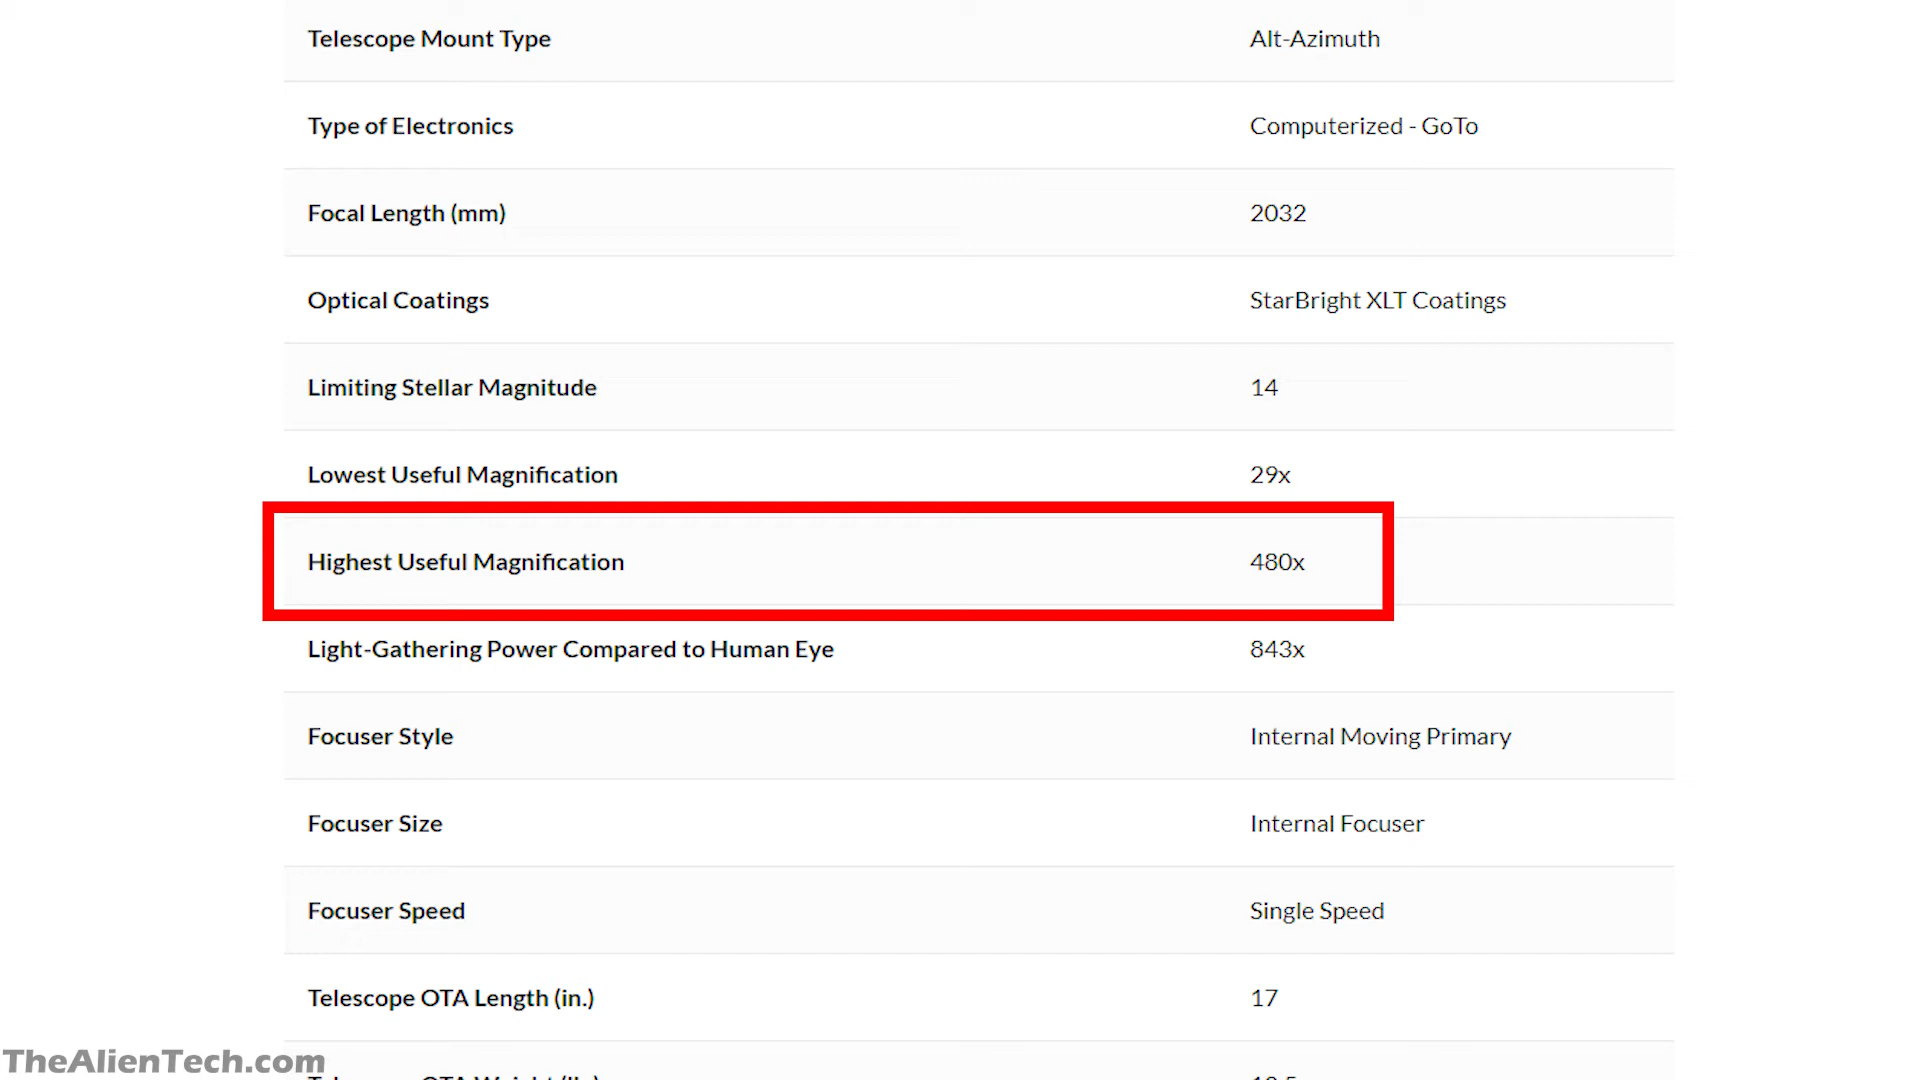 Telescope Mount Type Alt-Azimuth
Type of Electronics Computerized - GoTo
Focal Length (mm) 2032
Optical Coatings StarBright XLT Coatings
Limiting Stellar Magnitude 14
Lowest Useful Magnification 29x
Highest Useful Magnification 480x
Light-Gathering Power Compared to Human Eye 843x
Focuser Style Internal Moving Primary
Focuser Size Internal Focuser
Focuser Speed Single Speed
Telescope OTA Length (in.) 17
TheAlienTech.com